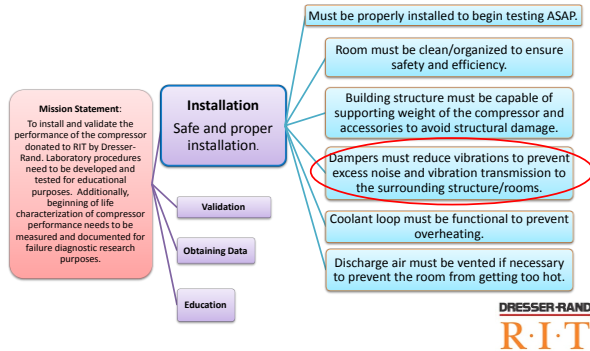 Mission Statement:
To install and validate the
performance of the compressor
donated to RIT by Dresser-
Rand. Laboratory procedures
need to be developed and
tested for educational
purposes. Additionally,
beginning of life
characterization of compressor
performance needs to be
measured and documented for
failure diagnostic research
purposes.
Installation
Safe and proper
installation.
Validation
Obtaining Data
Education
Must be properly installed to begin testing ASAP.
Room must be clean/organized to ensure
safety and efficiency.
Building structure must be capable of
supporting weight of the compressor and
accessories to avoid structural damage.
Dampers must reduce vibrations to prevent
excess noise and vibration transmission to
the surrounding structure/rooms.
Coolant loop must be functional to prevent
overheating.
Discharge air must be vented if necessary
to prevent the room from getting too hot.
DRESSER-RAND
R·I·T